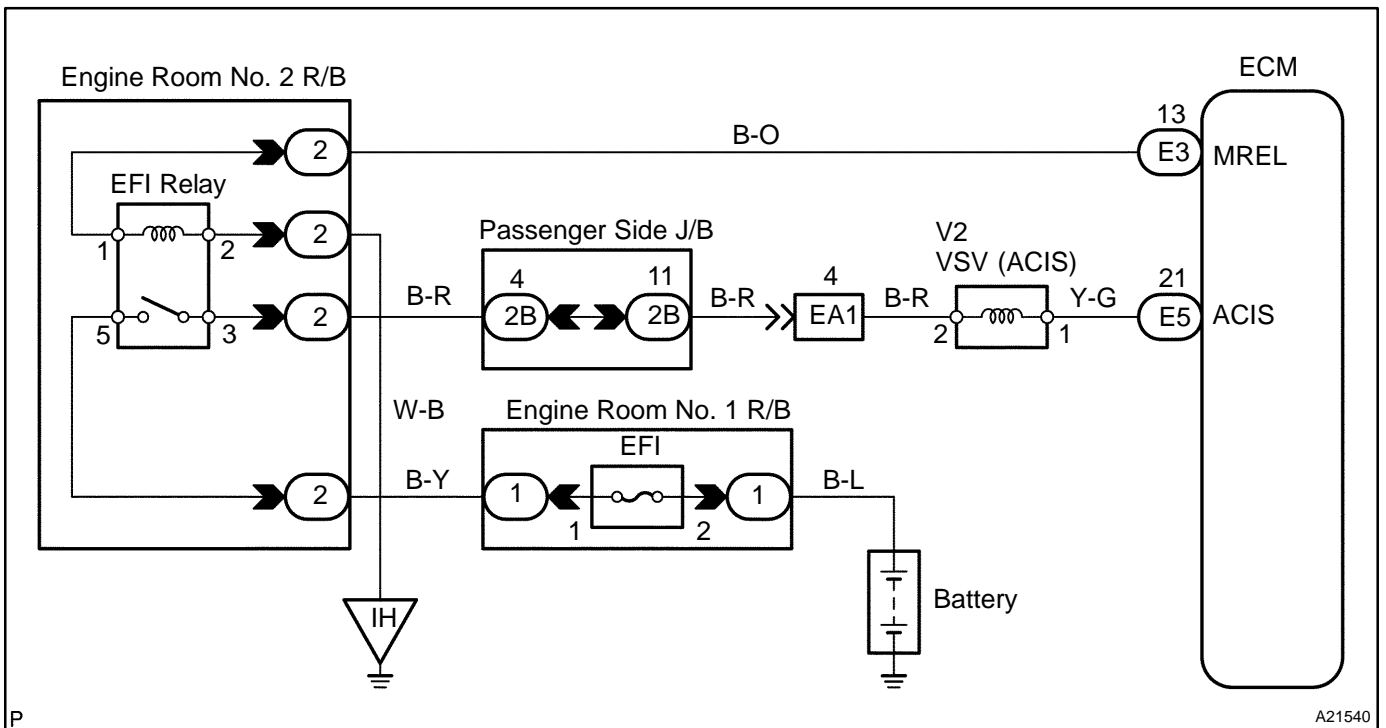 Engine Room No. 2 R/B
ECM
13
2
B-O
E3
MREL
EFI Relay
2
1
2
Passenger Side J/B
V2
VSV (ACIS)
4
11
4
21
B-R
B-R
B-R
Y-G
2
2B
2B
EA1
E5
ACIS
5
3
2
1
W-B
Engine Room No. 1 R/B
EFI
B-Y
B-L
2
1
1
1
2
Battery
IH
P
A21540